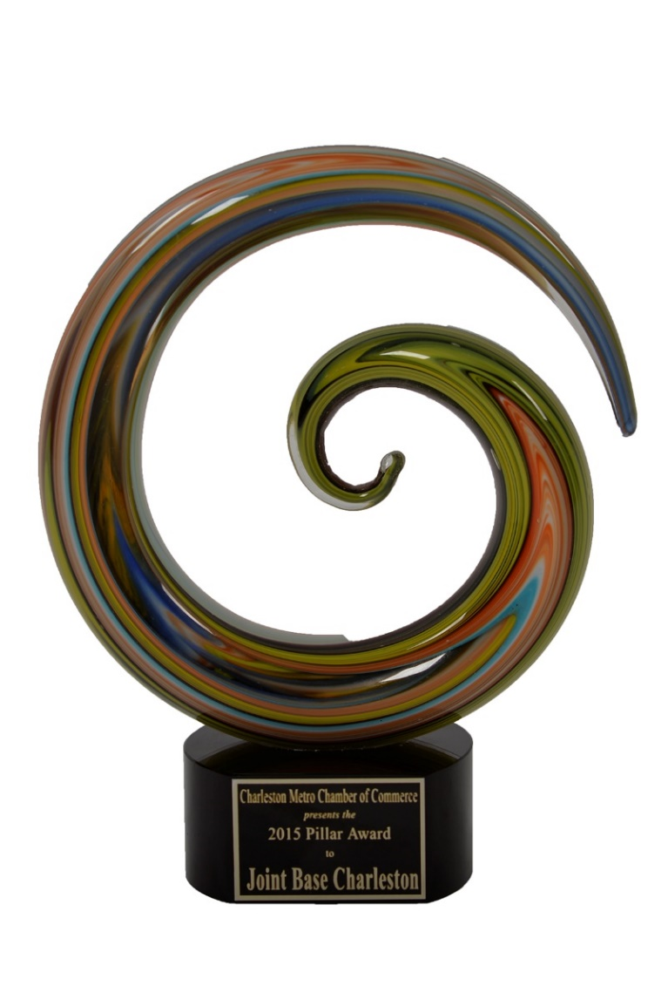 Charleston Metro Chamber of Commerce
presents the
2015 Pillar Award
to
Joint Base Charleston